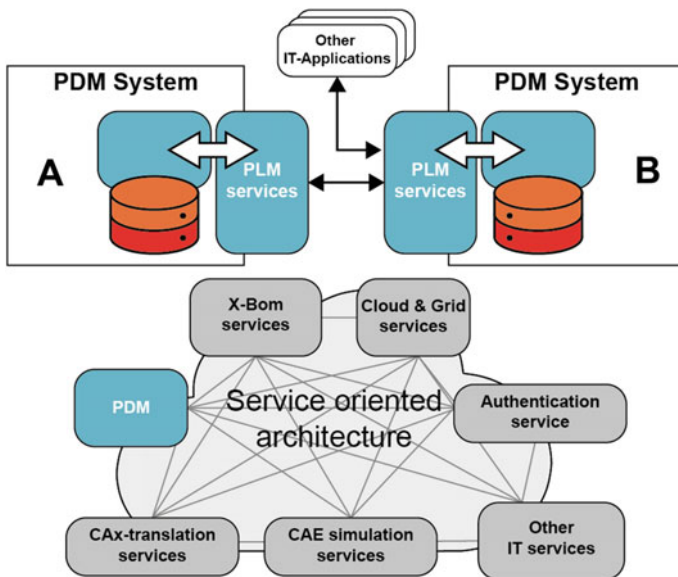 Other
IT-Applications
PDM System
PDM System
A
PLM
services
PLM
services
B
X-Bom
services
Cloud & Grid
services
PDM
Service oriented
architecture
Authentication
service
CAx-translation
services
CAE simulation
services
Other
IT services